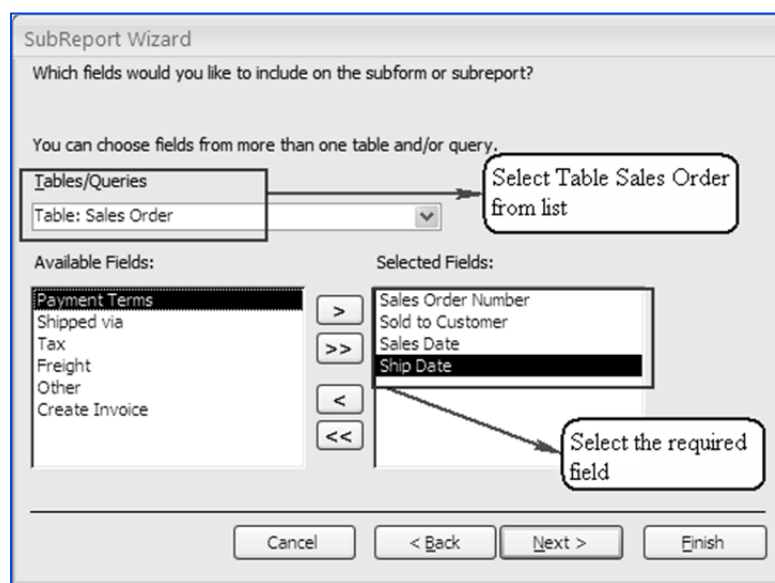 SubReport Wizard
Which fields would you like to include on the subform or subreport?
You can choose fields from more than one table and/or query.
Tables/Queries
Table: Sales Order
Select Table Sales Order
from list
Available Fields:
Payment Terms
Shipped via
Tax
Freight
Other
Create Invoice
>
>>
<
<<
Selected Fields:
Sales Order Number
Sold to Customer
Sales Date
Ship Date
Select the required
field
Cancel
< Back
Next >
Finish